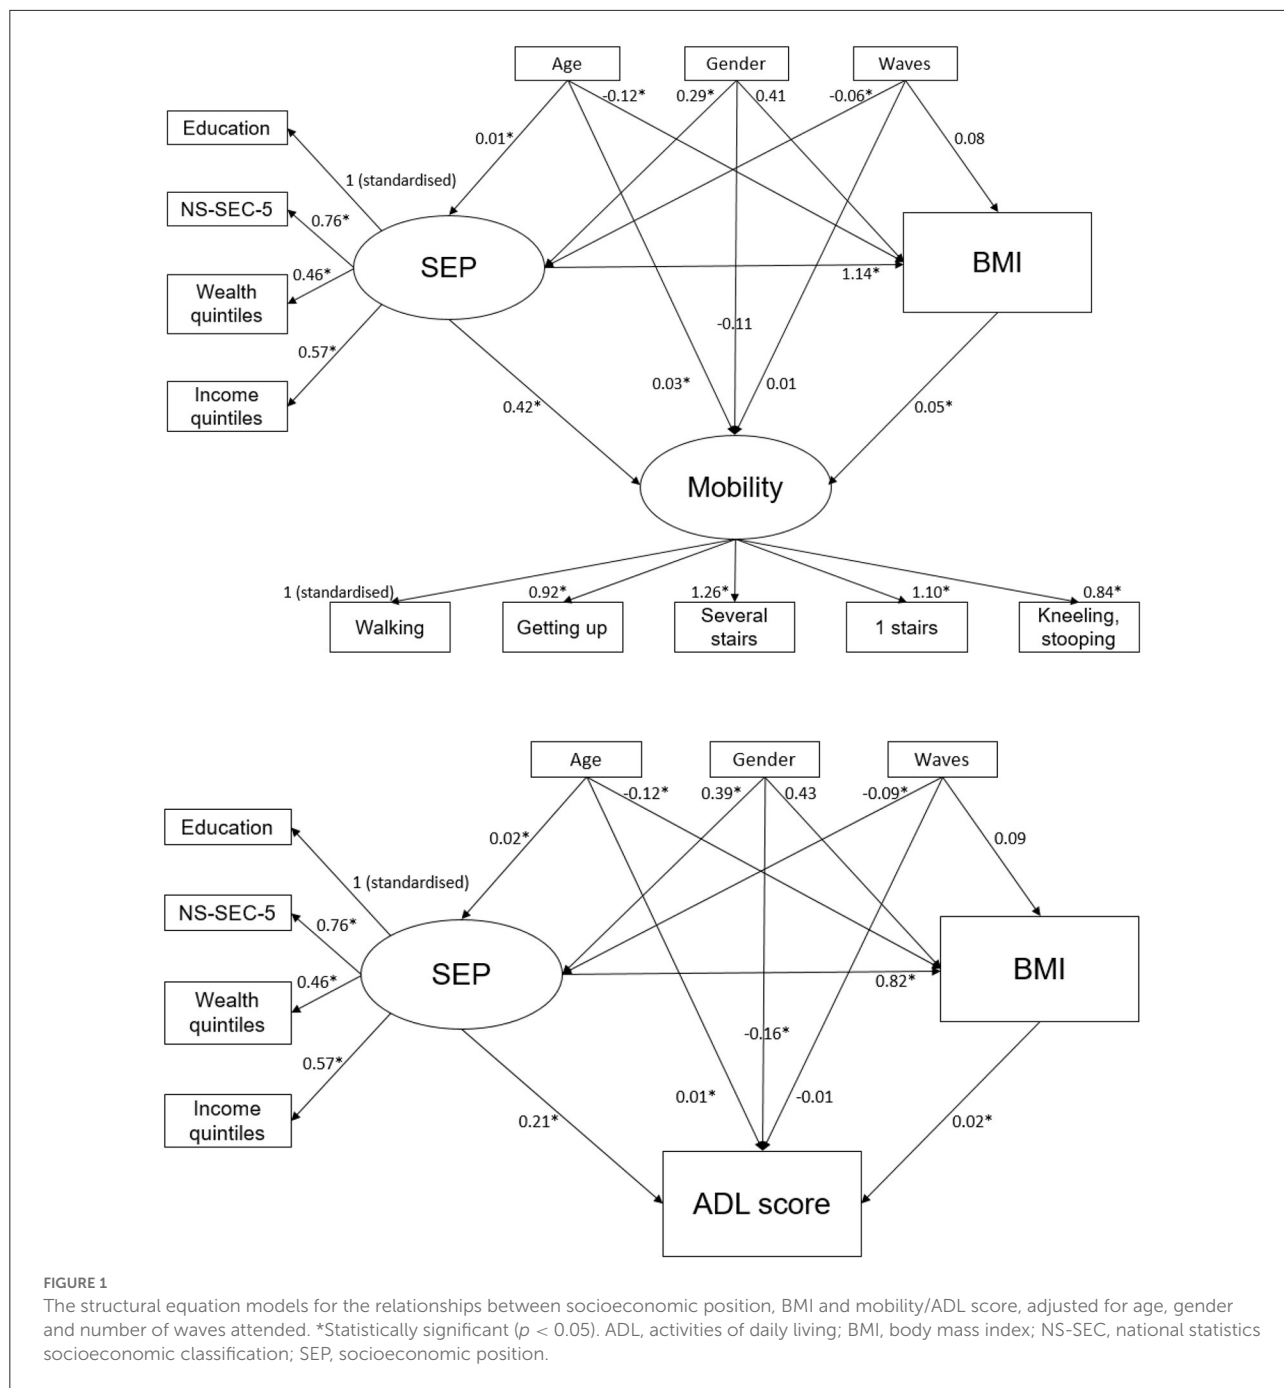 Age
Gender
Waves
-0.12*
0.29*
0.41
-0.06*
Education
0.01*
0.08
1 (standardised)
NS-SEC-5
0.76*
SEP
BMI
0.46*
1.14*
Wealth
quintiles
-0.11
0.57*
Income
quintiles
0.03*
0.01
0.42*
0.05*
Mobility
1 (standardised)
0.92*
1.26*
1.10*
0.84*
Walking
Getting up
Several
stairs
1 stairs
Kneeling,
stooping
Age
Gender
Waves
-0.12*
0.39*
0.43
-0.09*
Education
0.02*
0.09
1 (standardised)
NS-SEC-5
0.76*
SEP
BMI
0.46*
0.82*
Wealth
quintiles
-0.16*
0.57*
Income
quintiles
0.01*
-0.01
0.21*
0.02*
ADL score
FIGURE 1
The structural equation models for the relationships between socioeconomic position, BMI and mobility/ADL score, adjusted for age, gender
and number of waves attended. *Statistically significant (p < 0.05). ADL, activities of daily living; BMI, body mass index; NS-SEC, national statistics
socioeconomic classification; SEP, socioeconomic position.